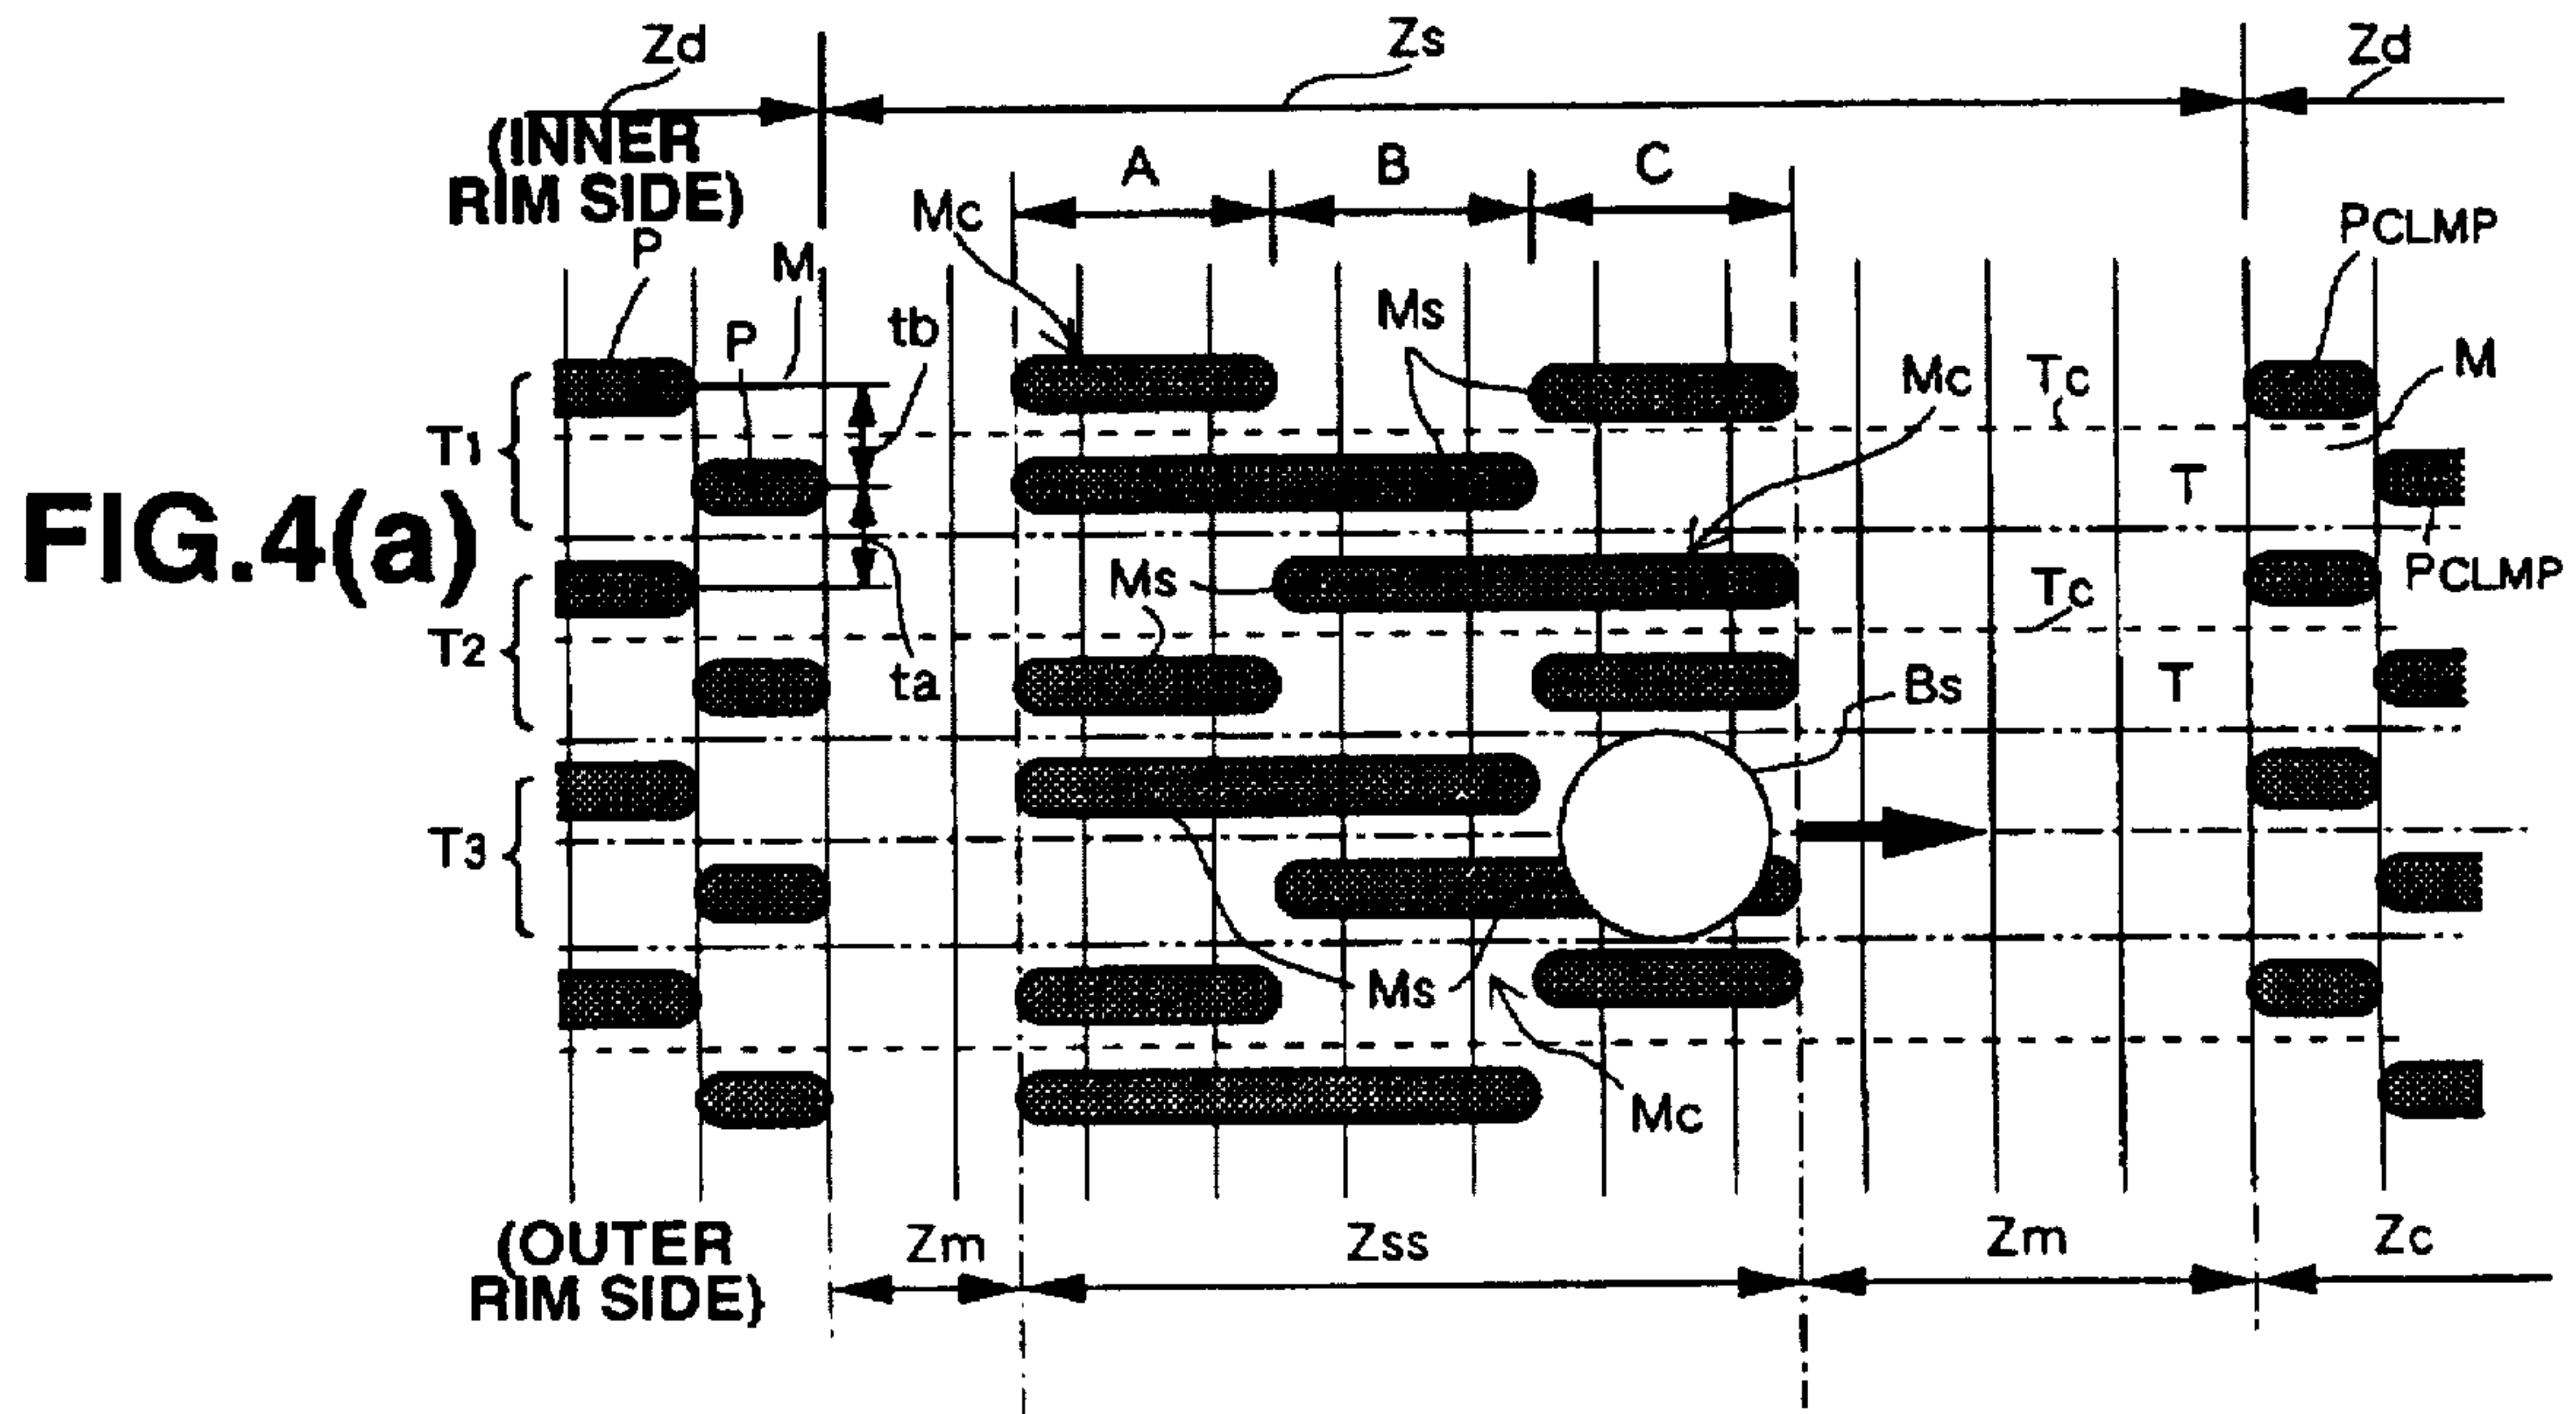 Zd
Zs
Zd
(INNER
RIM SIDE)
A
B
C
Mc
PCLMP
P
M
P
tb
Ms
Mc
Tc
M
T1
T
FIG.4(a)
Ms
Tc
PCLMP
T2
ta
T
Bs
T3
Ms
Mc
(OUTER
RIM SIDE)
Zm
Zss
Zm
Zc